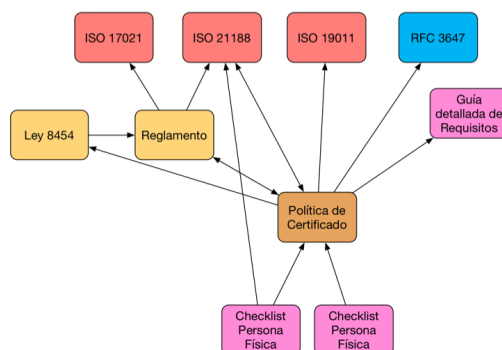 ISO 17021
ISO 21188
ISO 19011
RFC 3647
Guía
detallada de
Requisitos
Ley 8454
Reglamento
Política de
Certificado
Checklist
Persona
Física
Checklist
Persona
Física